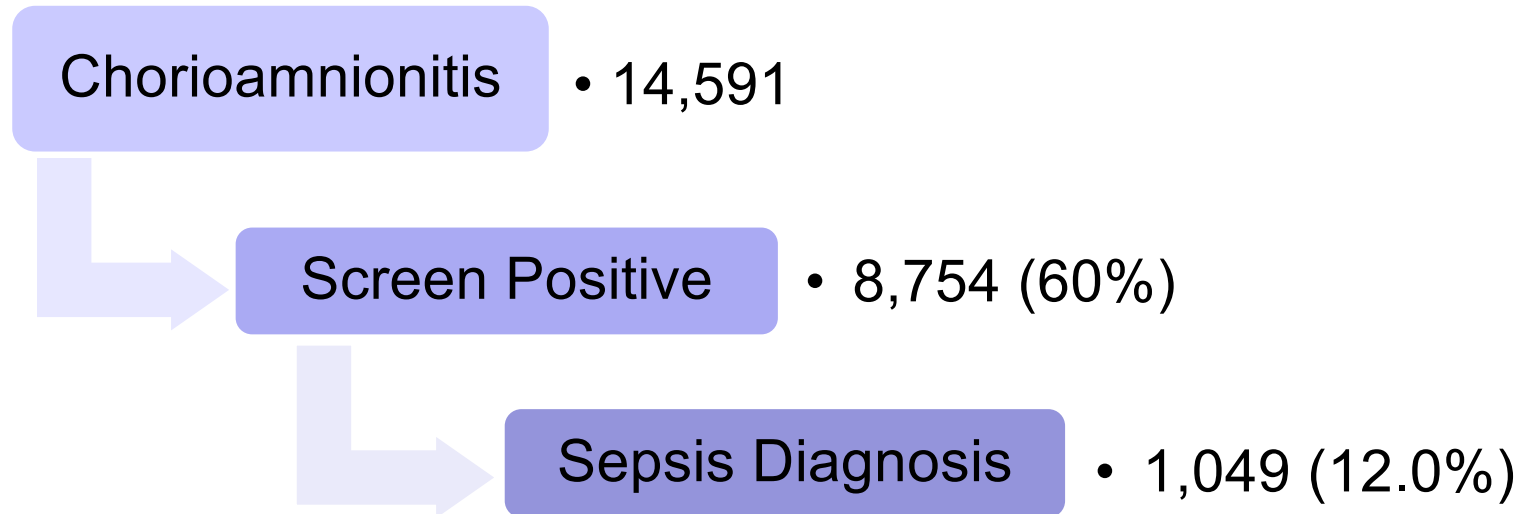 Chorioamnionitis • 14,591
Screen Positive • 8,754 (60%)
Sepsis Diagnosis • 1,049 (12.0%)